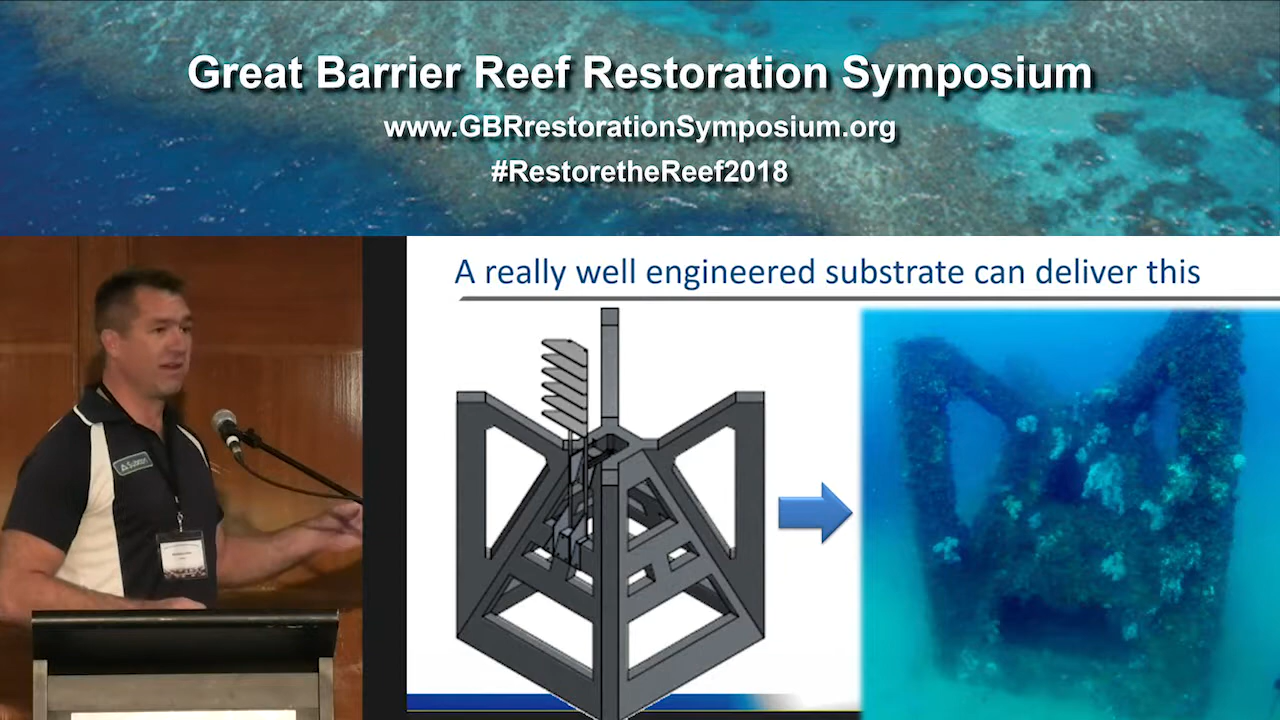 Great Barrier Reef Restoration Symposium
www.GBRrestorationSymposium.org
#RestoretheReef2018
A really well engineered substrate can deliver this